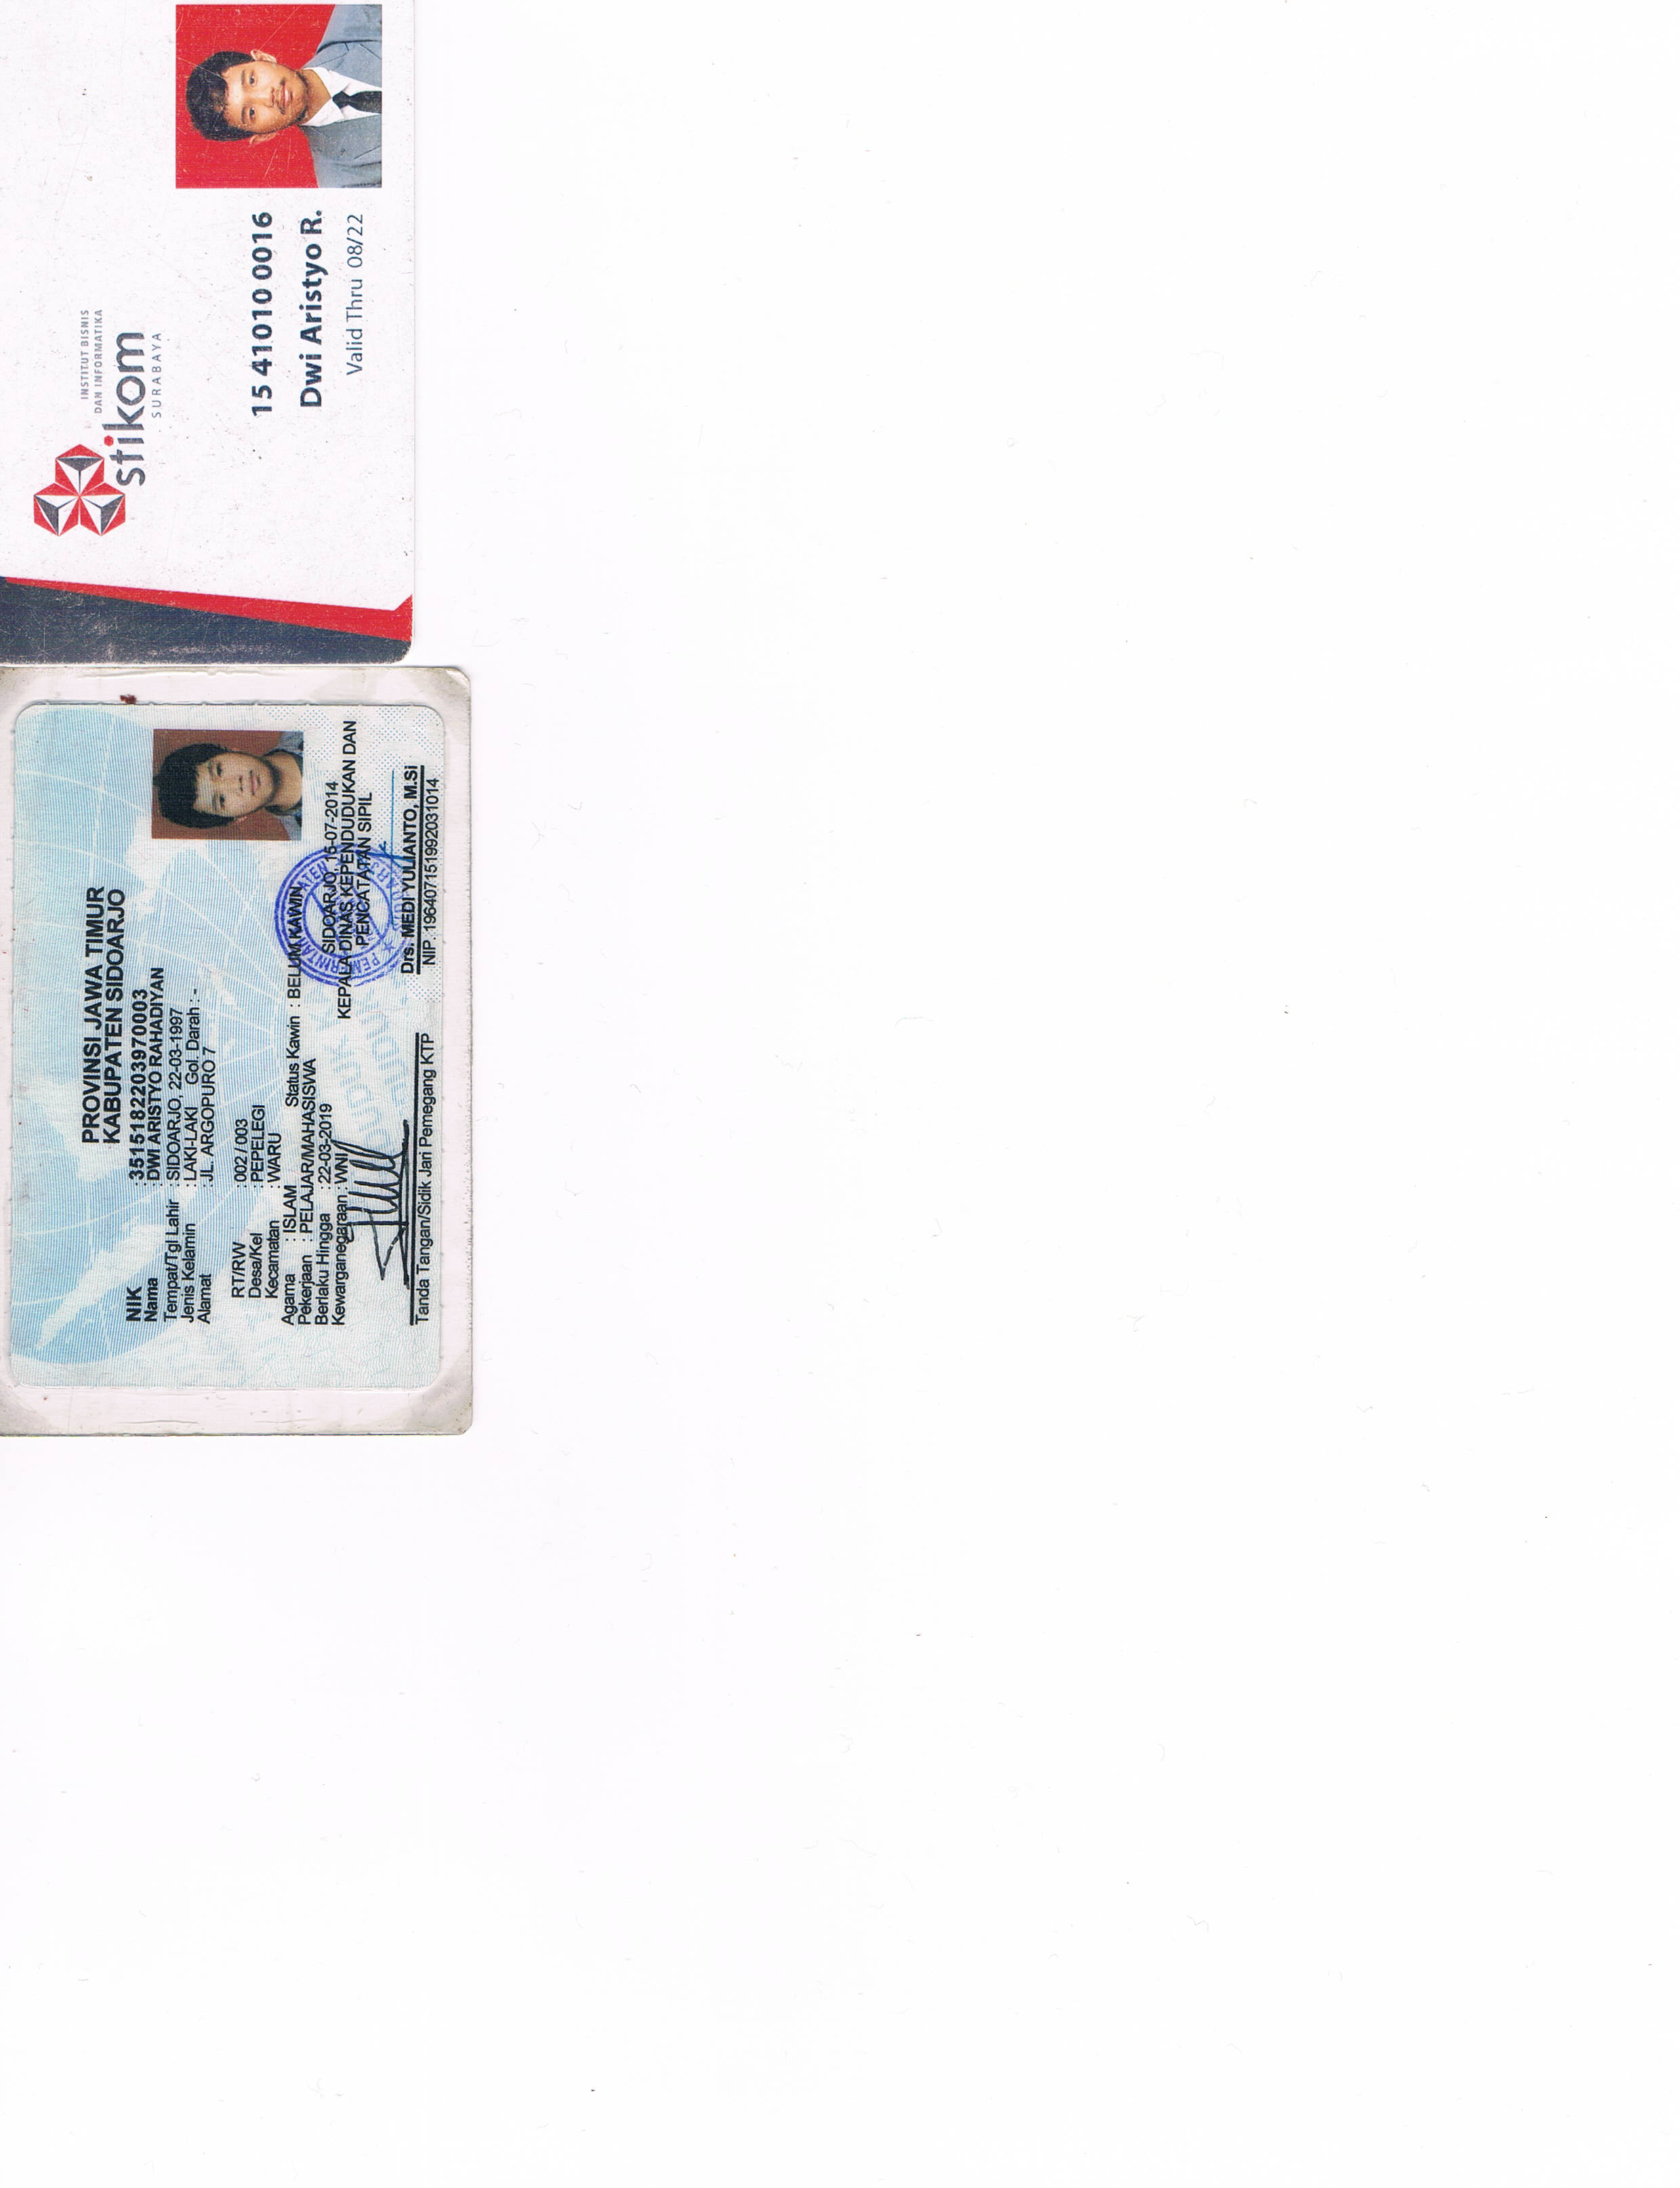 INSTITUT BISNIS
DAN INFORMATIKA
stikom
SURABAYA
15 41010 0016
Dwi Aristyo R.
Valid Thru 08/22
PROVINSI JAWA TIMUR
KABUPATEN SIDOARJO
NIK : 3515182203970003
Nama : DWI ARISTYO RAHADIYAN
Tempat/Tgl Lahir : SIDOARJO, 22-03-1997
Jenis Kelamin : LAKI-LAKI Gol. Darah : -
Alamat : JL. ARGOPURO 7
RT/RW : 002 / 003
Desa/Kel : PEPELEGI
Kecamatan : WARU
Agama : ISLAM Status Kawin : BELUM KAWIN
Pekerjaan : PELAJAR/MAHASISWA
Berlaku Hingga : 22-03-2019
Kewarganegaraan : WNI
SIDOARJO, 15-07-2014
KEPALA DINAS KEPENDUDUKAN DAN
PENCATATAN SIPIL
Drs. MEDI YULIANTO, M.Si
NIP. 196407151992031014
Tanda Tangan/Sidik Jari Pemegang KTP